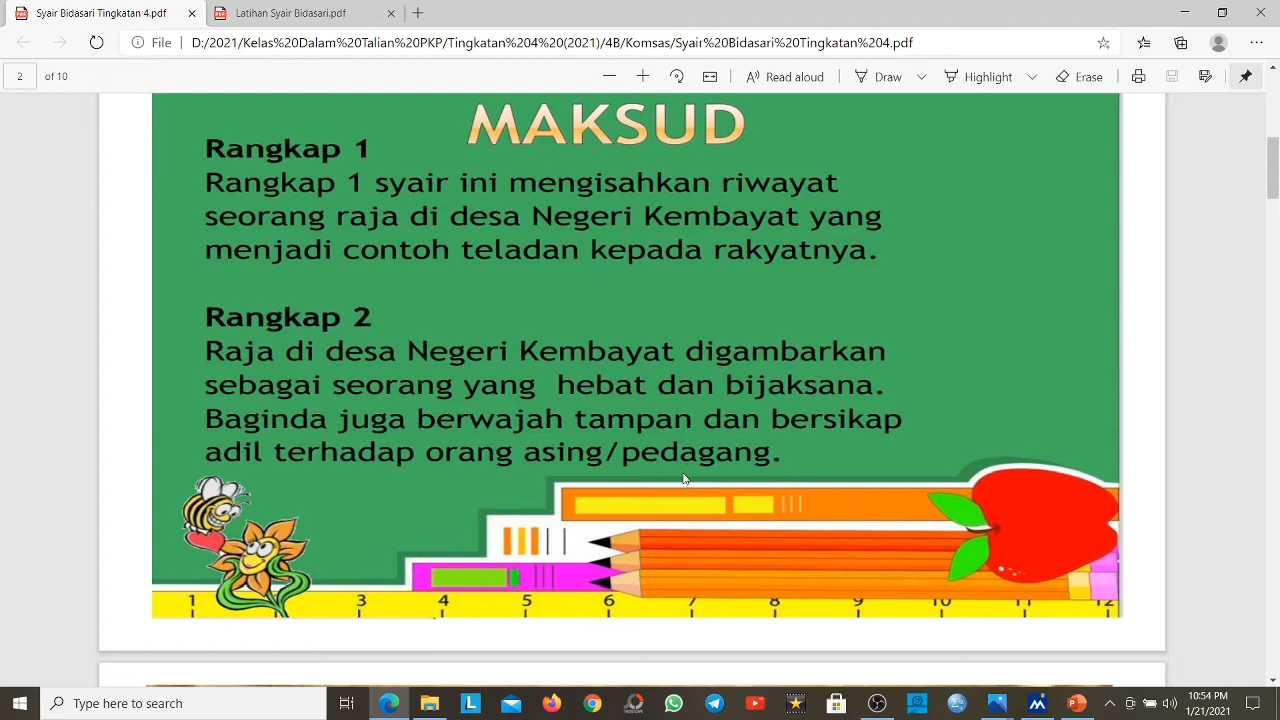 Syair Bidasari Tingkatan 4.pdf
Latihan Syair Bidasari.pdf
File
D:/2021/Kelas%20Dalam%20Talian%20PKP/Tingkatan%204%20(2021)/4B/Komsas/Syair%20Bidasari%20Tingkatan%204.pdf
2 of 10
Read aloud
Draw
Highlight
Erase
MAKSUD
Rangkap 1
Rangkap 1 syair ini mengisahkan riwayat
seorang raja di desa Negeri Kembayat yang
menjadi contoh teladan kepada rakyatnya.
Rangkap 2
Raja di desa Negeri Kembayat digambarkan
sebagai seorang yang hebat dan bijaksana.
Baginda juga berwajah tampan dan bersikap
adil terhadap orang asing/pedagang.
1 3 4 5 6 7 8 9 10 11 12
Type here to search
10:54 PM
1/21/2021